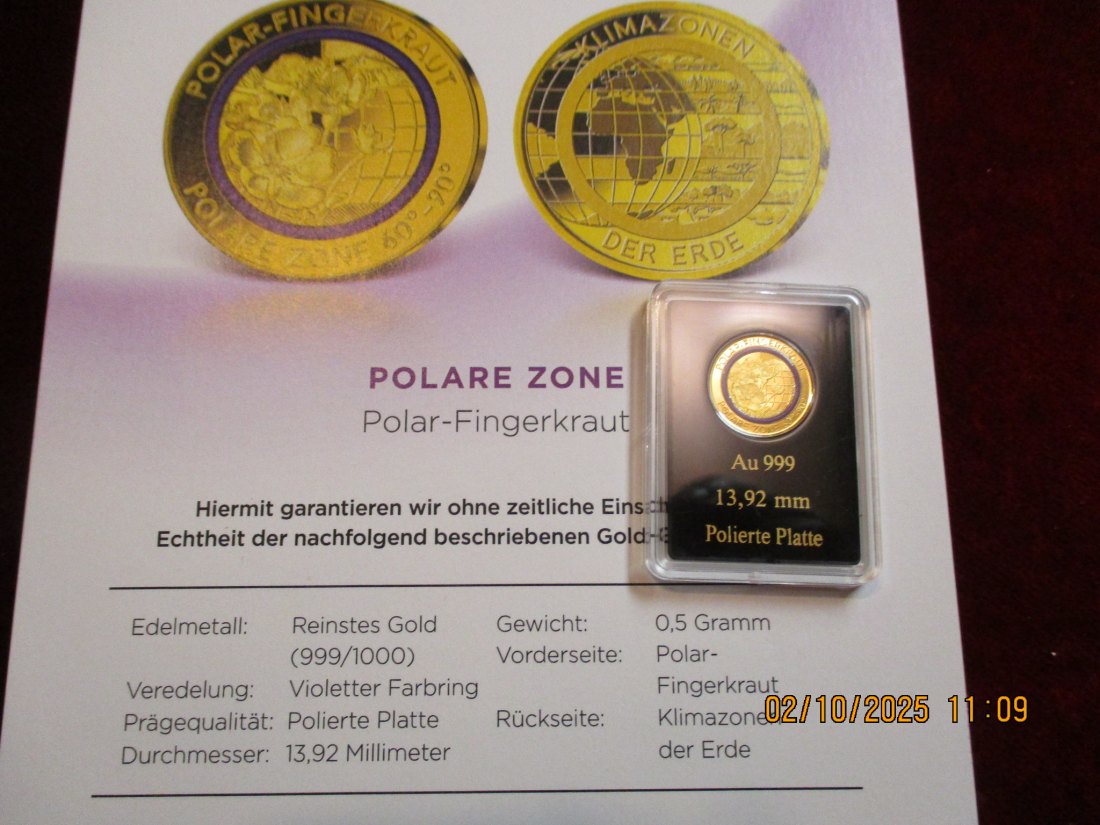 POLAR-FINGERKRAUT
POLARE ZONE 60°-90°
KLIMAZONEN
DER ERDE
POLARE ZONE
Polar-Fingerkraut
Hiermit garantieren wir ohne zeitliche
Echtheit der nachfolgend beschriebenen
Au 999
13,92 mm
Polierte Platte
Edelmetall: Reinstes Gold
(999/1000)
Veredelung: Violetter Farbring
Prägequalität: Polierte Platte
Durchmesser: 13,92 Millimeter
Gewicht: 0,5 Gramm
Vorderseite: Polar-
Fingerkraut
Rückseite: Klimazonen
der Erde
02/10/2025 11:09